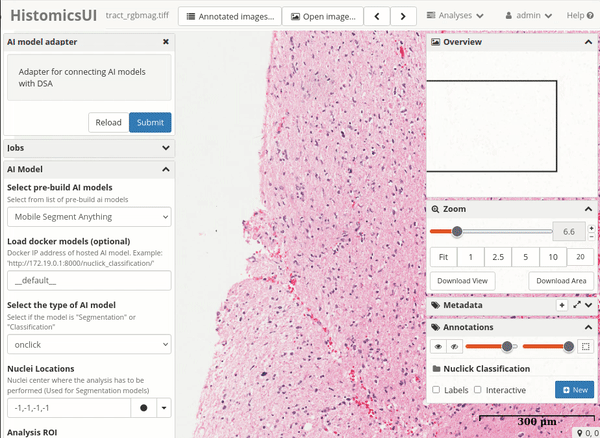 HistomicsUI
tract_rgbmag.tiff
Annotated images...
Open image...
Analyses
admin
Help
AI model adapter
Adapter for connecting AI models
with DSA
Reload
Submit
Jobs
AI Model
Select pre-build AI models
Select from list of pre-build ai models
Mobile Segment Anything
Load docker models (optional)
Docker IP address of hosted AI model. Example:
'http://172.19.0.1:8000/nuclick_classification/'
__default__
Select the type of AI model
Select if the model is "Segmentation" or
"Classification"
onclick
Nuclei Locations
Nuclei center where the analysis has to be
performed (Used for Segmentation models)
-1,-1,-1,-1
Analysis ROI
Overview
Zoom
6.6
Fit
1
2.5
5
10
20
Download View
Download Area
Metadata
Annotations
Nuclick Classification
Labels
Interactive
+ New
300 µm
0, 0